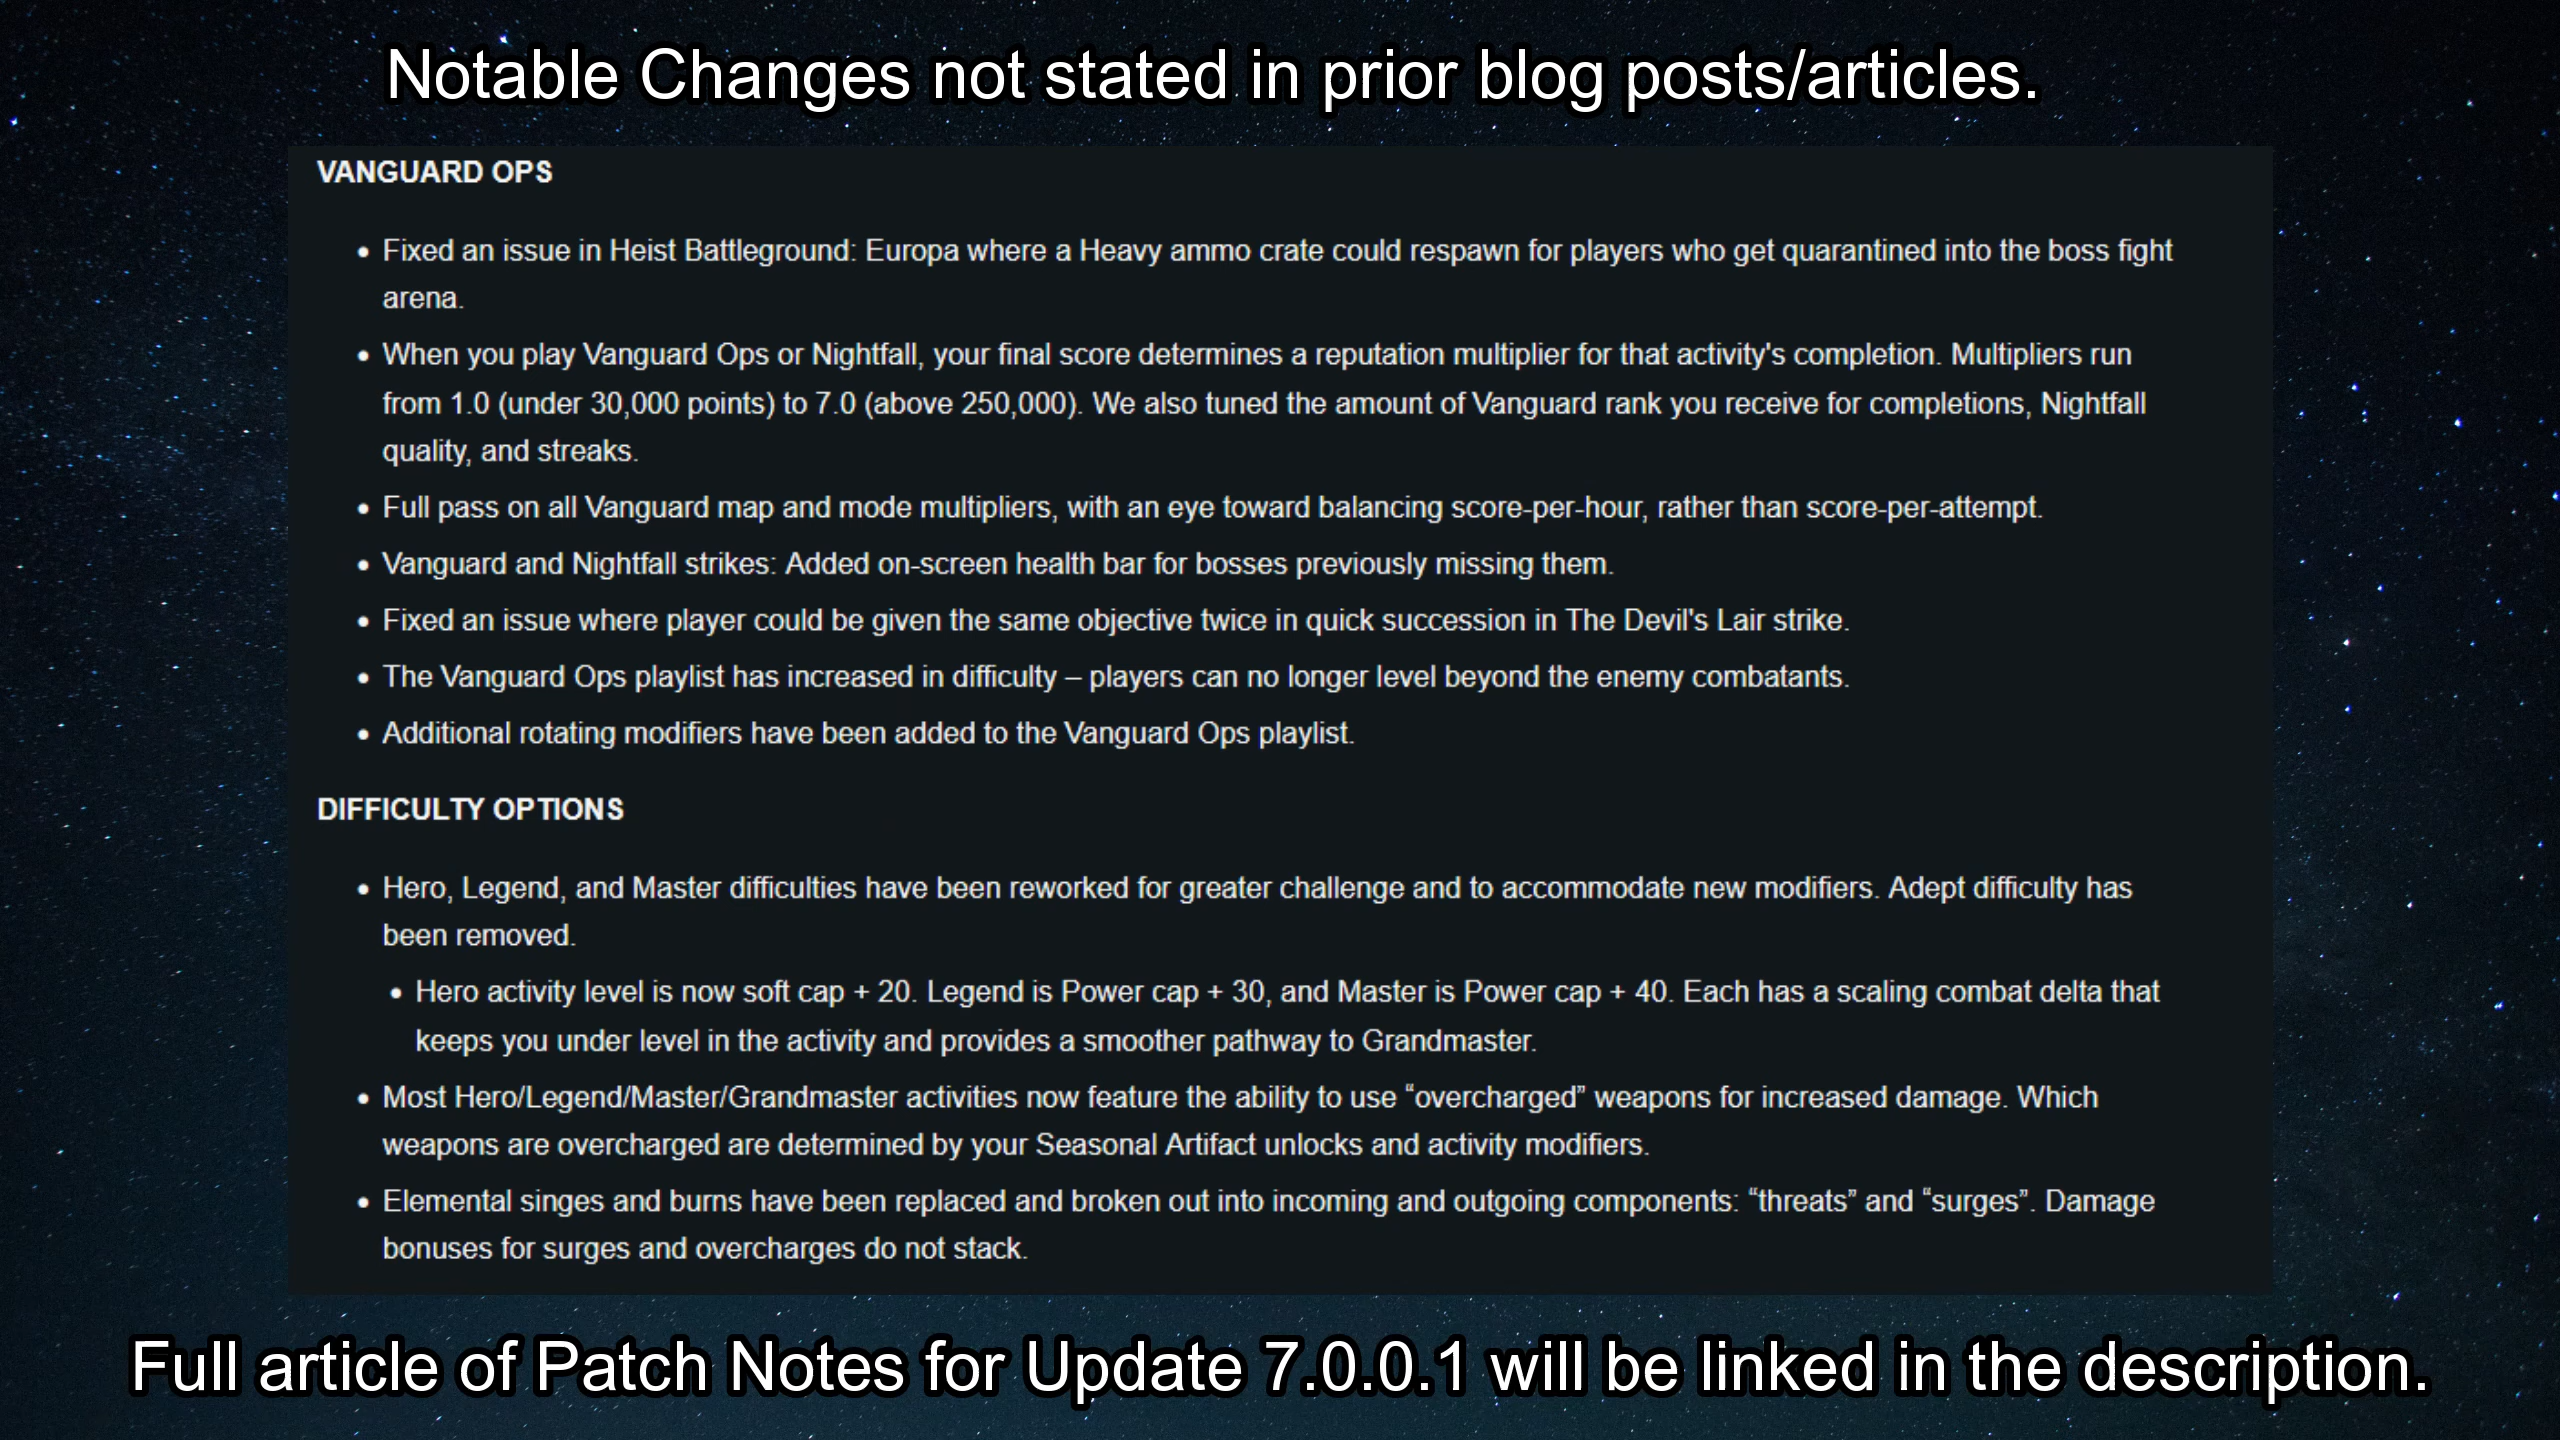 Notable Changes not stated in prior blog posts/articles.
VANGUARD OPS
• Fixed an issue in Heist Battleground: Europa where a Heavy ammo crate could respawn for players who get quarantined into the boss fight
arena.
• When you play Vanguard Ops or Nightfall, your final score determines a reputation multiplier for that activity's completion. Multipliers run
from 1.0 (under 30,000 points) to 7.0 (above 250,000). We also tuned the amount of Vanguard rank you receive for completions, Nightfall
quality, and streaks.
• Full pass on all Vanguard map and mode multipliers, with an eye toward balancing score-per-hour, rather than score-per-attempt.
• Vanguard and Nightfall strikes: Added on-screen health bar for bosses previously missing them.
• Fixed an issue where player could be given the same objective twice in quick succession in The Devil's Lair strike.
• The Vanguard Ops playlist has increased in difficulty – players can no longer level beyond the enemy combatants.
• Additional rotating modifiers have been added to the Vanguard Ops playlist.
DIFFICULTY OPTIONS
• Hero, Legend, and Master difficulties have been reworked for greater challenge and to accommodate new modifiers. Adept difficulty has
been removed.
• Hero activity level is now soft cap + 20. Legend is Power cap + 30, and Master is Power cap + 40. Each has a scaling combat delta that
keeps you under level in the activity and provides a smoother pathway to Grandmaster.
• Most Hero/Legend/Master/Grandmaster activities now feature the ability to use “overcharged” weapons for increased damage. Which
weapons are overcharged are determined by your Seasonal Artifact unlocks and activity modifiers.
• Elemental singes and burns have been replaced and broken out into incoming and outgoing components: “threats” and “surges”. Damage
bonuses for surges and overcharges do not stack.
Full article of Patch Notes for Update 7.0.0.1 will be linked in the description.